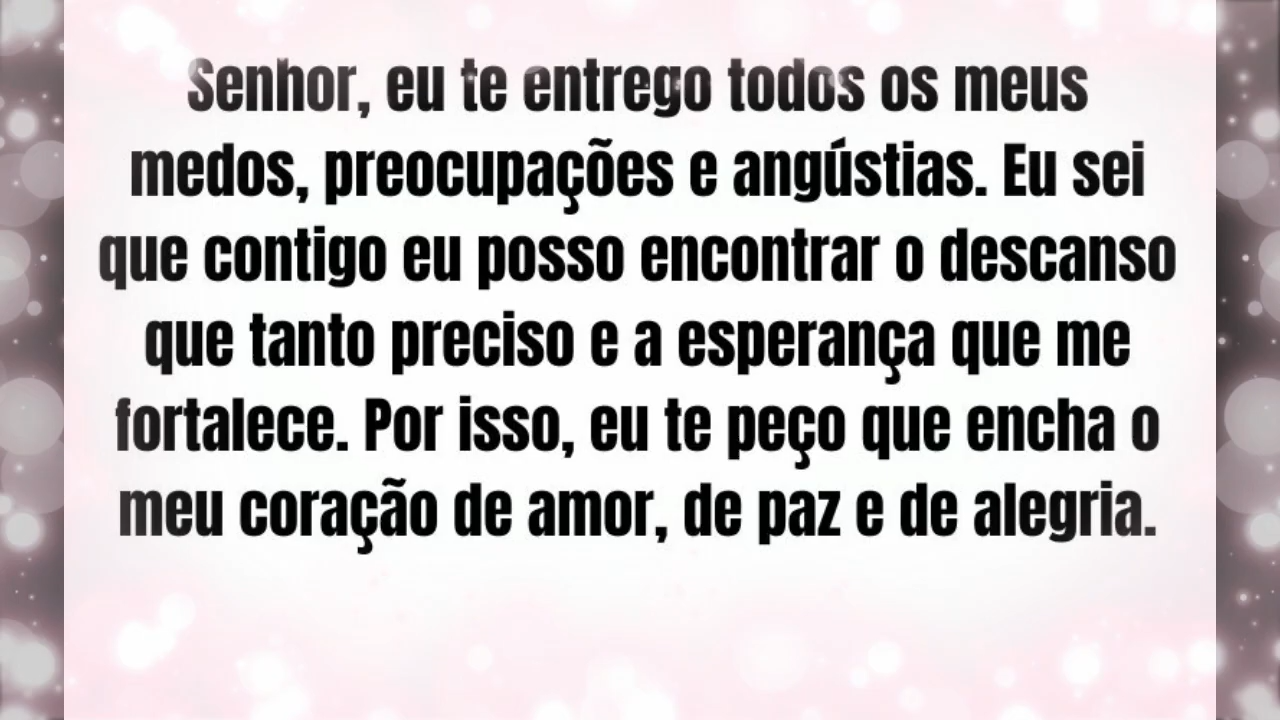 Senhor, eu te entrego todos os meus
medos, preocupações e angústias. Eu sei
que contigo eu posso encontrar o descanso
que tanto preciso e a esperança que me
fortalece. Por isso, eu te peço que encha o
meu coração de amor, de paz e de alegria.